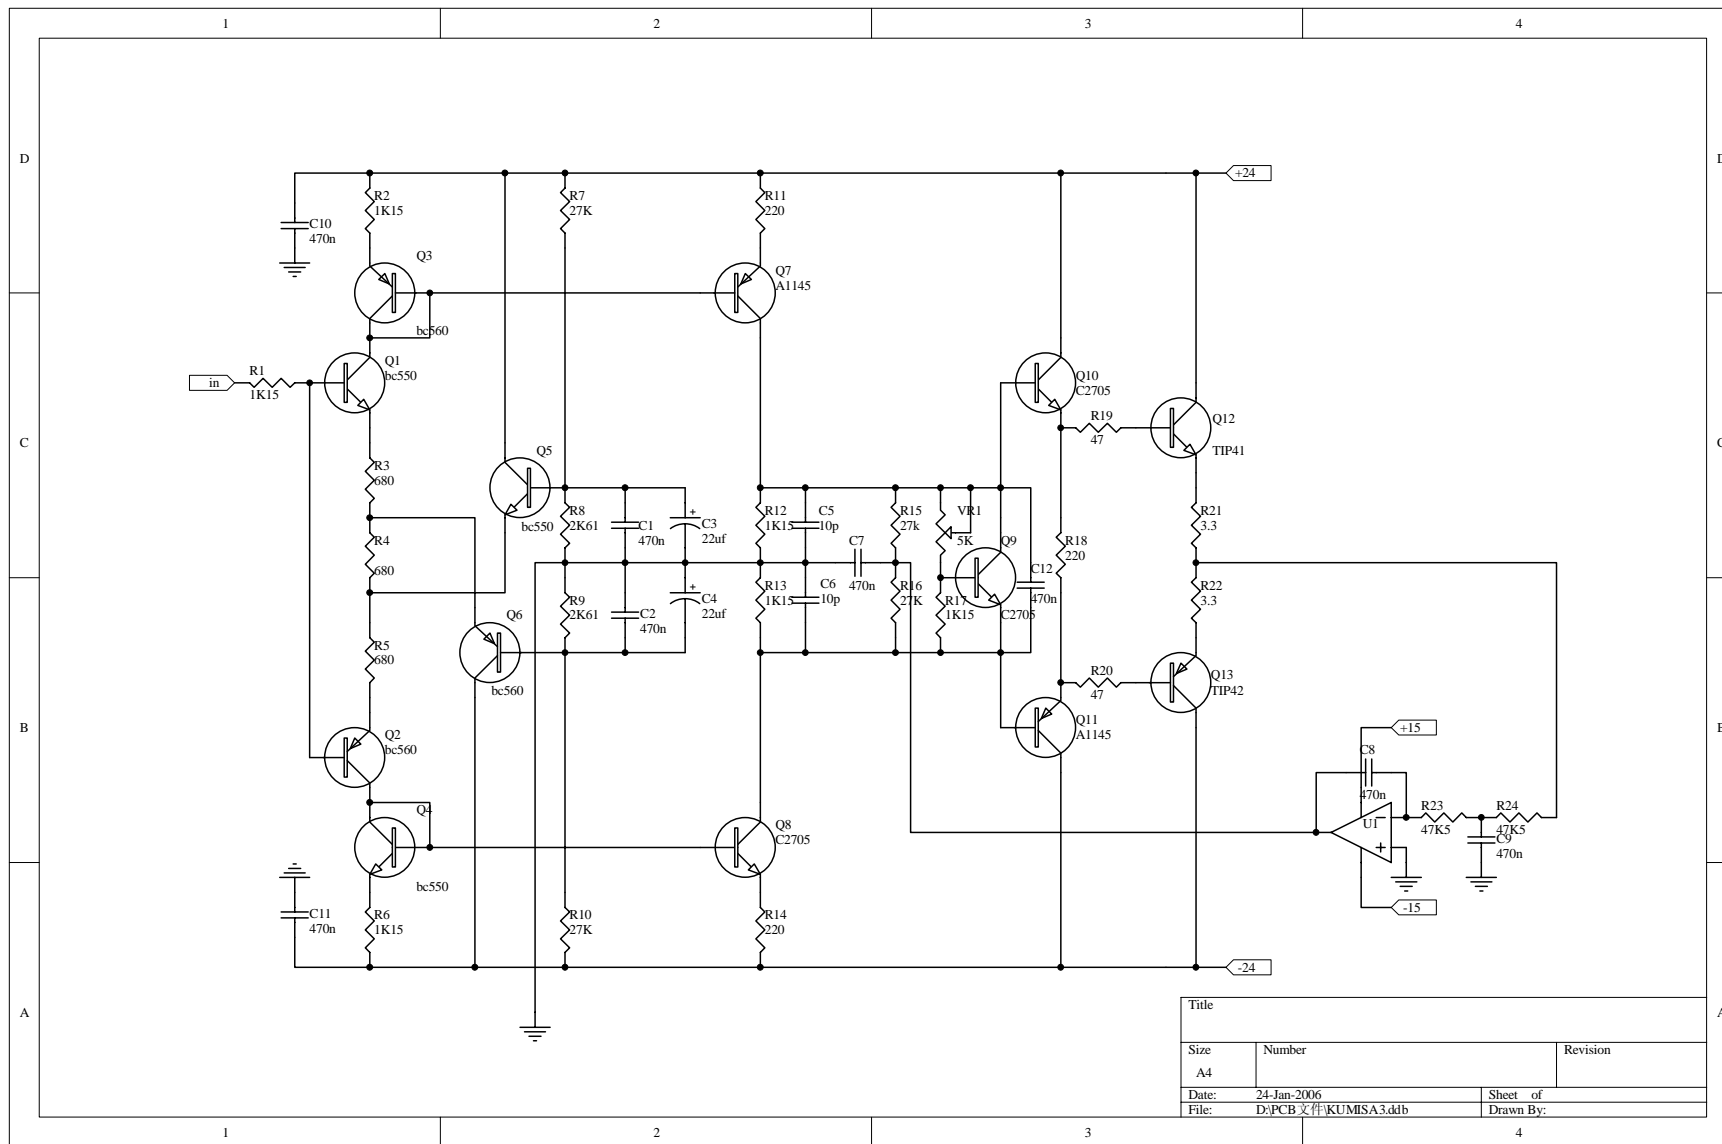 1 2 3 4
D
D
C
C
B
B
A
A
+24
R2
1K15
R7
27K
R11
220
C10
470n
Q3
bc560
Q7
A1145
Q1
bc550
in
R1
1K15
Q10
C2705
R19
47
Q12
TIP41
R3
680
Q5
bc550
R8
2K61
C1
470n
+
C3
22uf
R12
1K15
C5
10p
C7
470n
R15
27k
VR1
5K
Q9
C2705
R18
220
R21
3.3
R4
680
C12
470n
R9
2K61
C2
470n
+
C4
22uf
R13
1K15
C6
10p
R16
27K
R17
1K15
R22
3.3
Q6
bc560
R5
680
R20
47
Q13
TIP42
Q11
A1145
Q2
bc560
+15
C8
470n
Q4
bc550
Q8
C2705
U1
R23
47K5
R24
47K5
C9
470n
-15
C11
470n
R6
1K15
R10
27K
R14
220
-24
Title
Size
A4
Number
Revision
Date: 24-Jan-2006 Sheet of
File: D:\PCB文件\KUMISA3.ddb Drawn By:
1 2 3 4